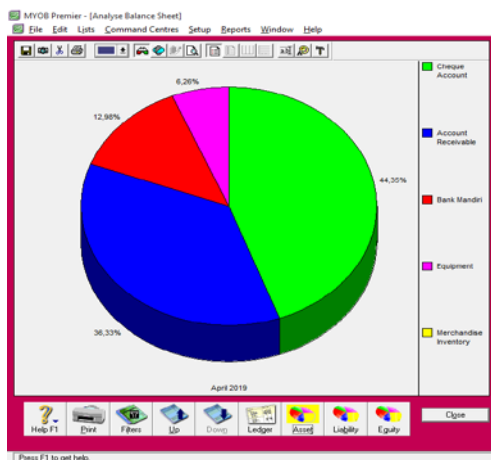 MYOB Premier - [Analyse Balance Sheet]
File Edit Lists Command Centres Setup Reports Window Help
Cheque Account
6,26%
12,98%
Account Receivable
44,35%
Bank Mandiri
Equipment
36,33%
Merchandise Inventory
April 2019
Help F1 Print Filters Up Down Ledger Asset Liability Equity Close
Press F1 to get help.